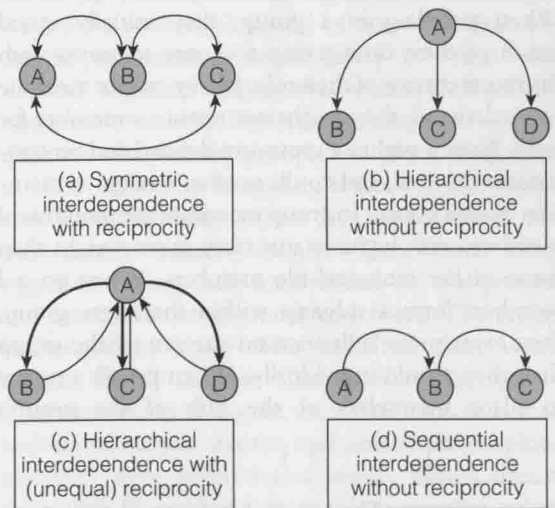 A B C
(a) Symmetric
interdependence
with reciprocity
A
B C D
(b) Hierarchical
interdependence
without reciprocity
A
B C D
(c) Hierarchical
interdependence with
(unequal) reciprocity
A B C
(d) Sequential
interdependence
without reciprocity